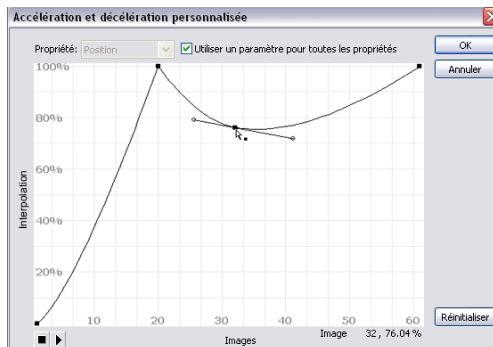 Accélération et décélération personnalisée
Propriété: Position Utiliser un paramètre pour toutes les propriétés
OK
Annuler
100%
80%
60%
40%
20%
Interpolation
10 20 30 40 50 60
Image 32 , 76.04 %
Images
Réinitialiser